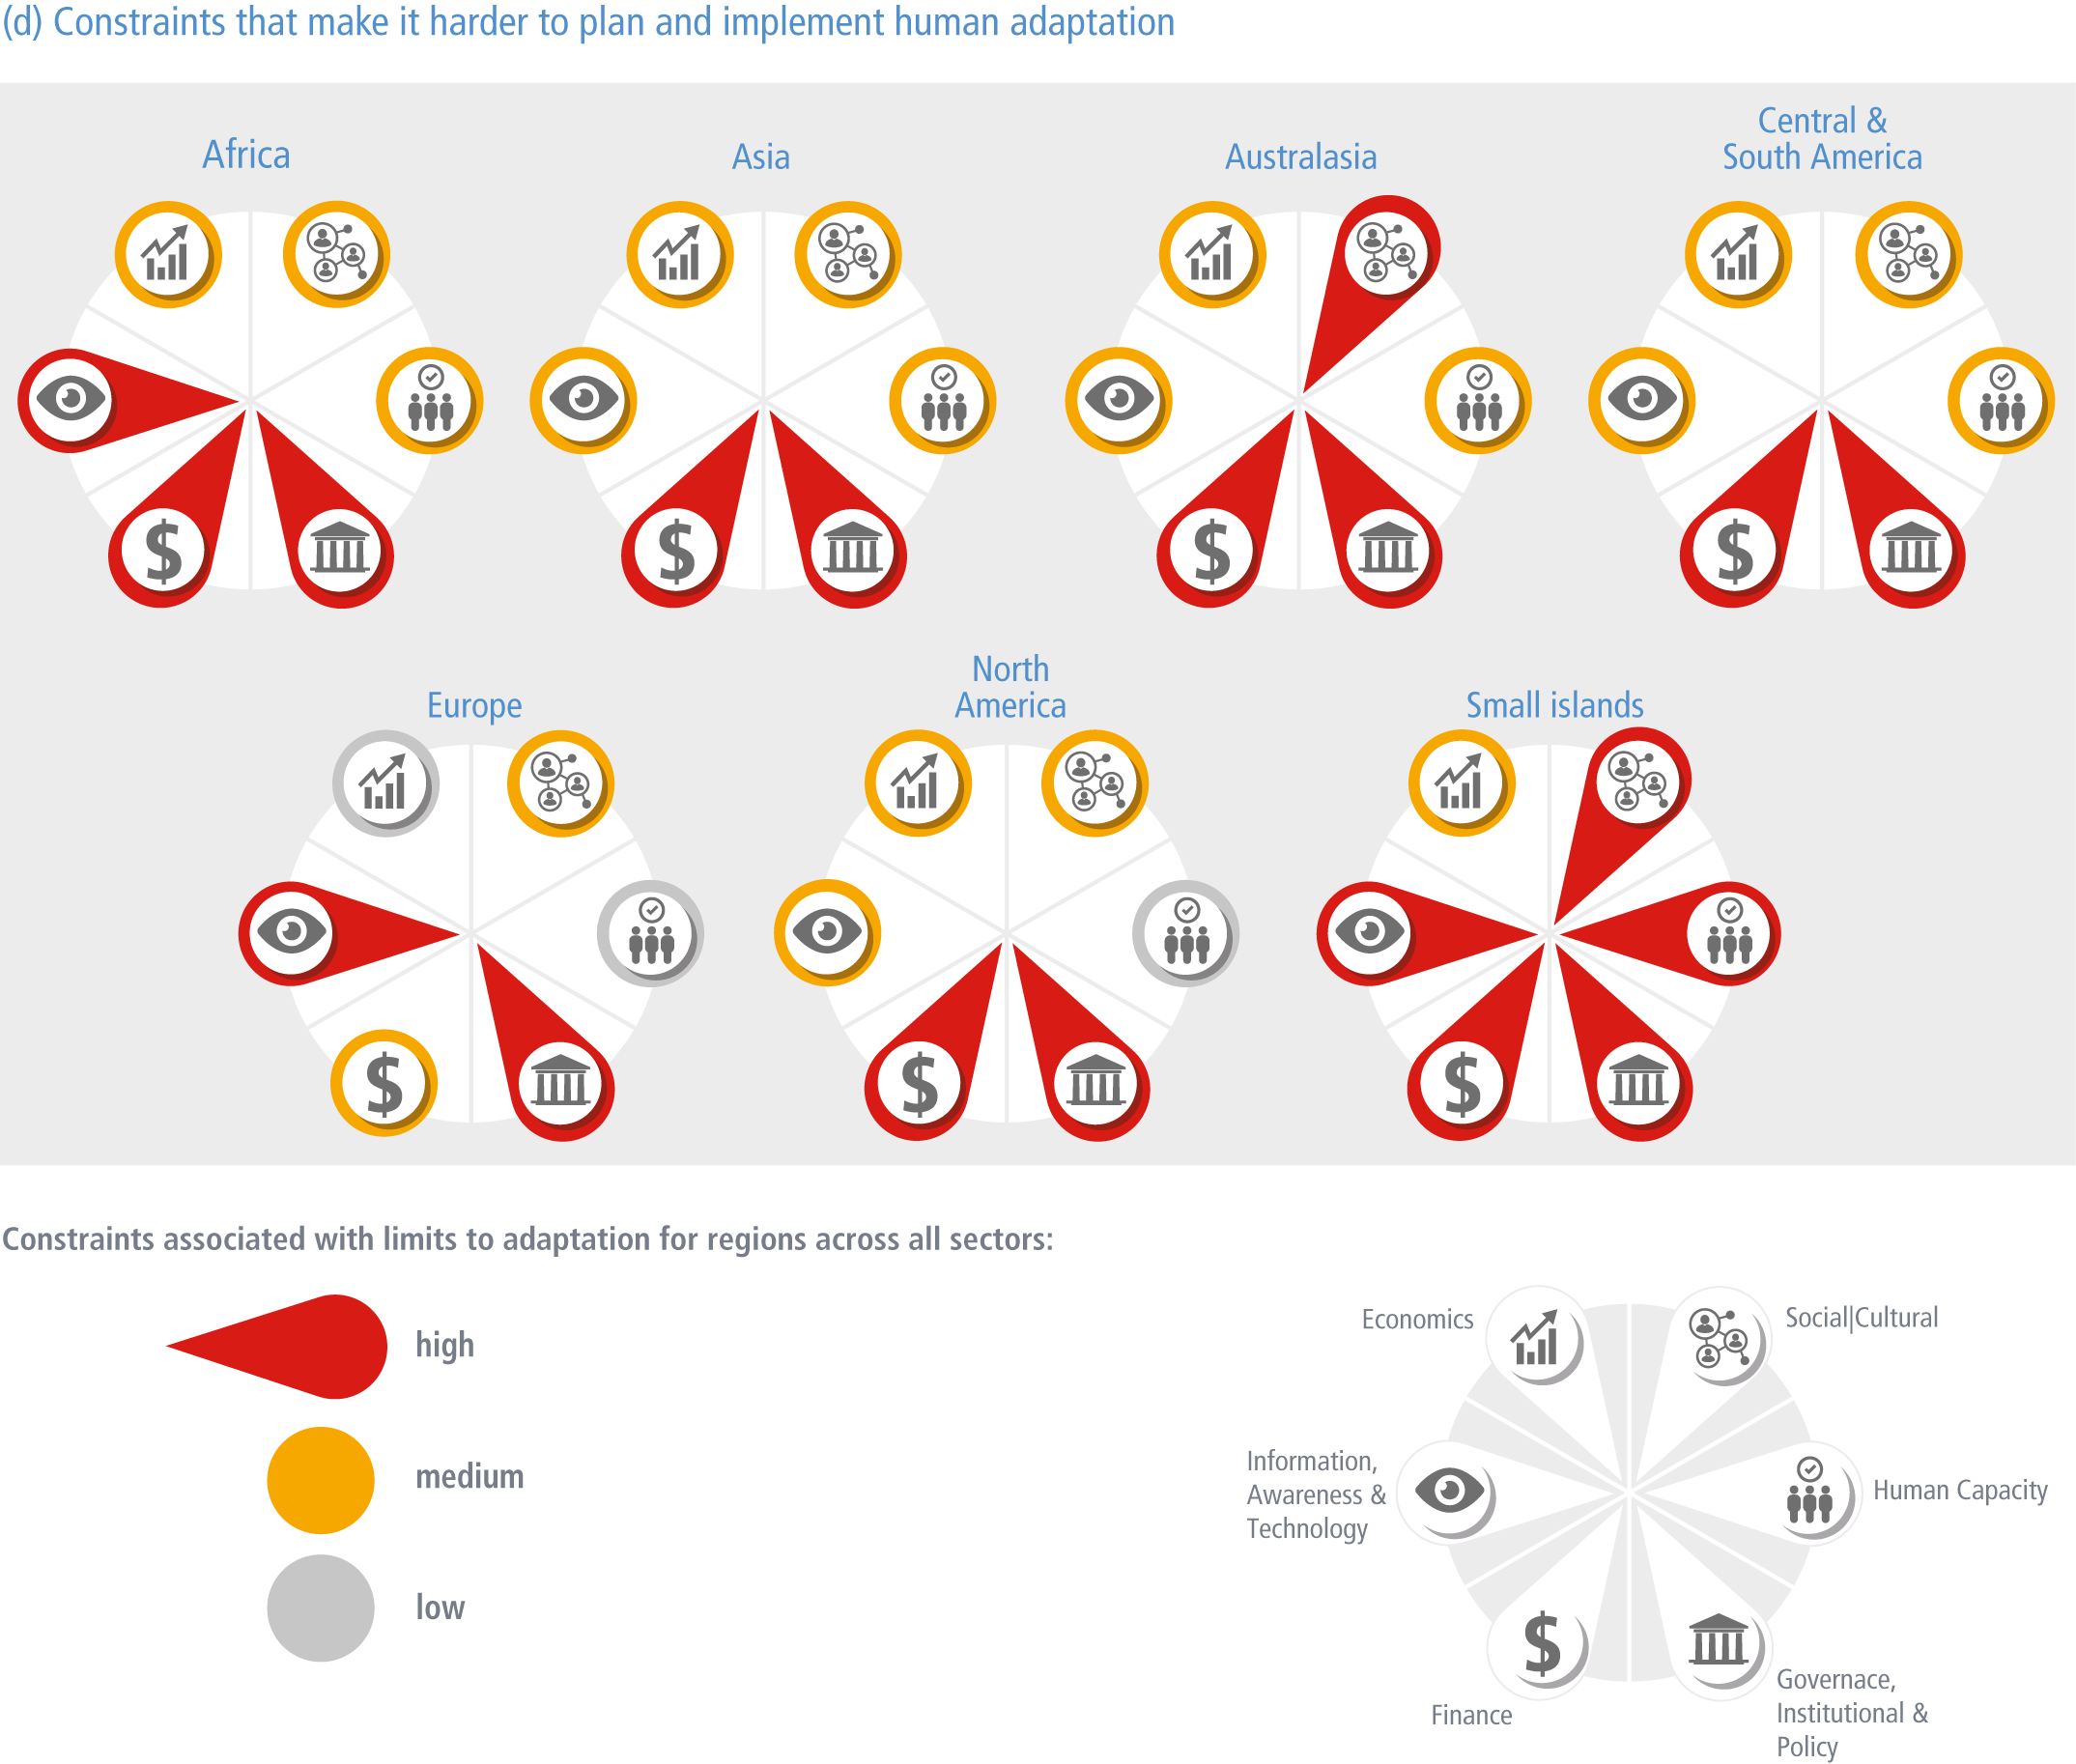 (d) Constraints that make it harder to plan and implement human adaptation
Africa
Asia
Australasia
Central &
South America
Europe
North
America
Small islands
Constraints associated with limits to adaptation for regions across all sectors:
high
medium
low
Economics
Social|Cultural
Information,
Awareness &
Technology
Human Capacity
Finance
Governace,
Institutional &
Policy